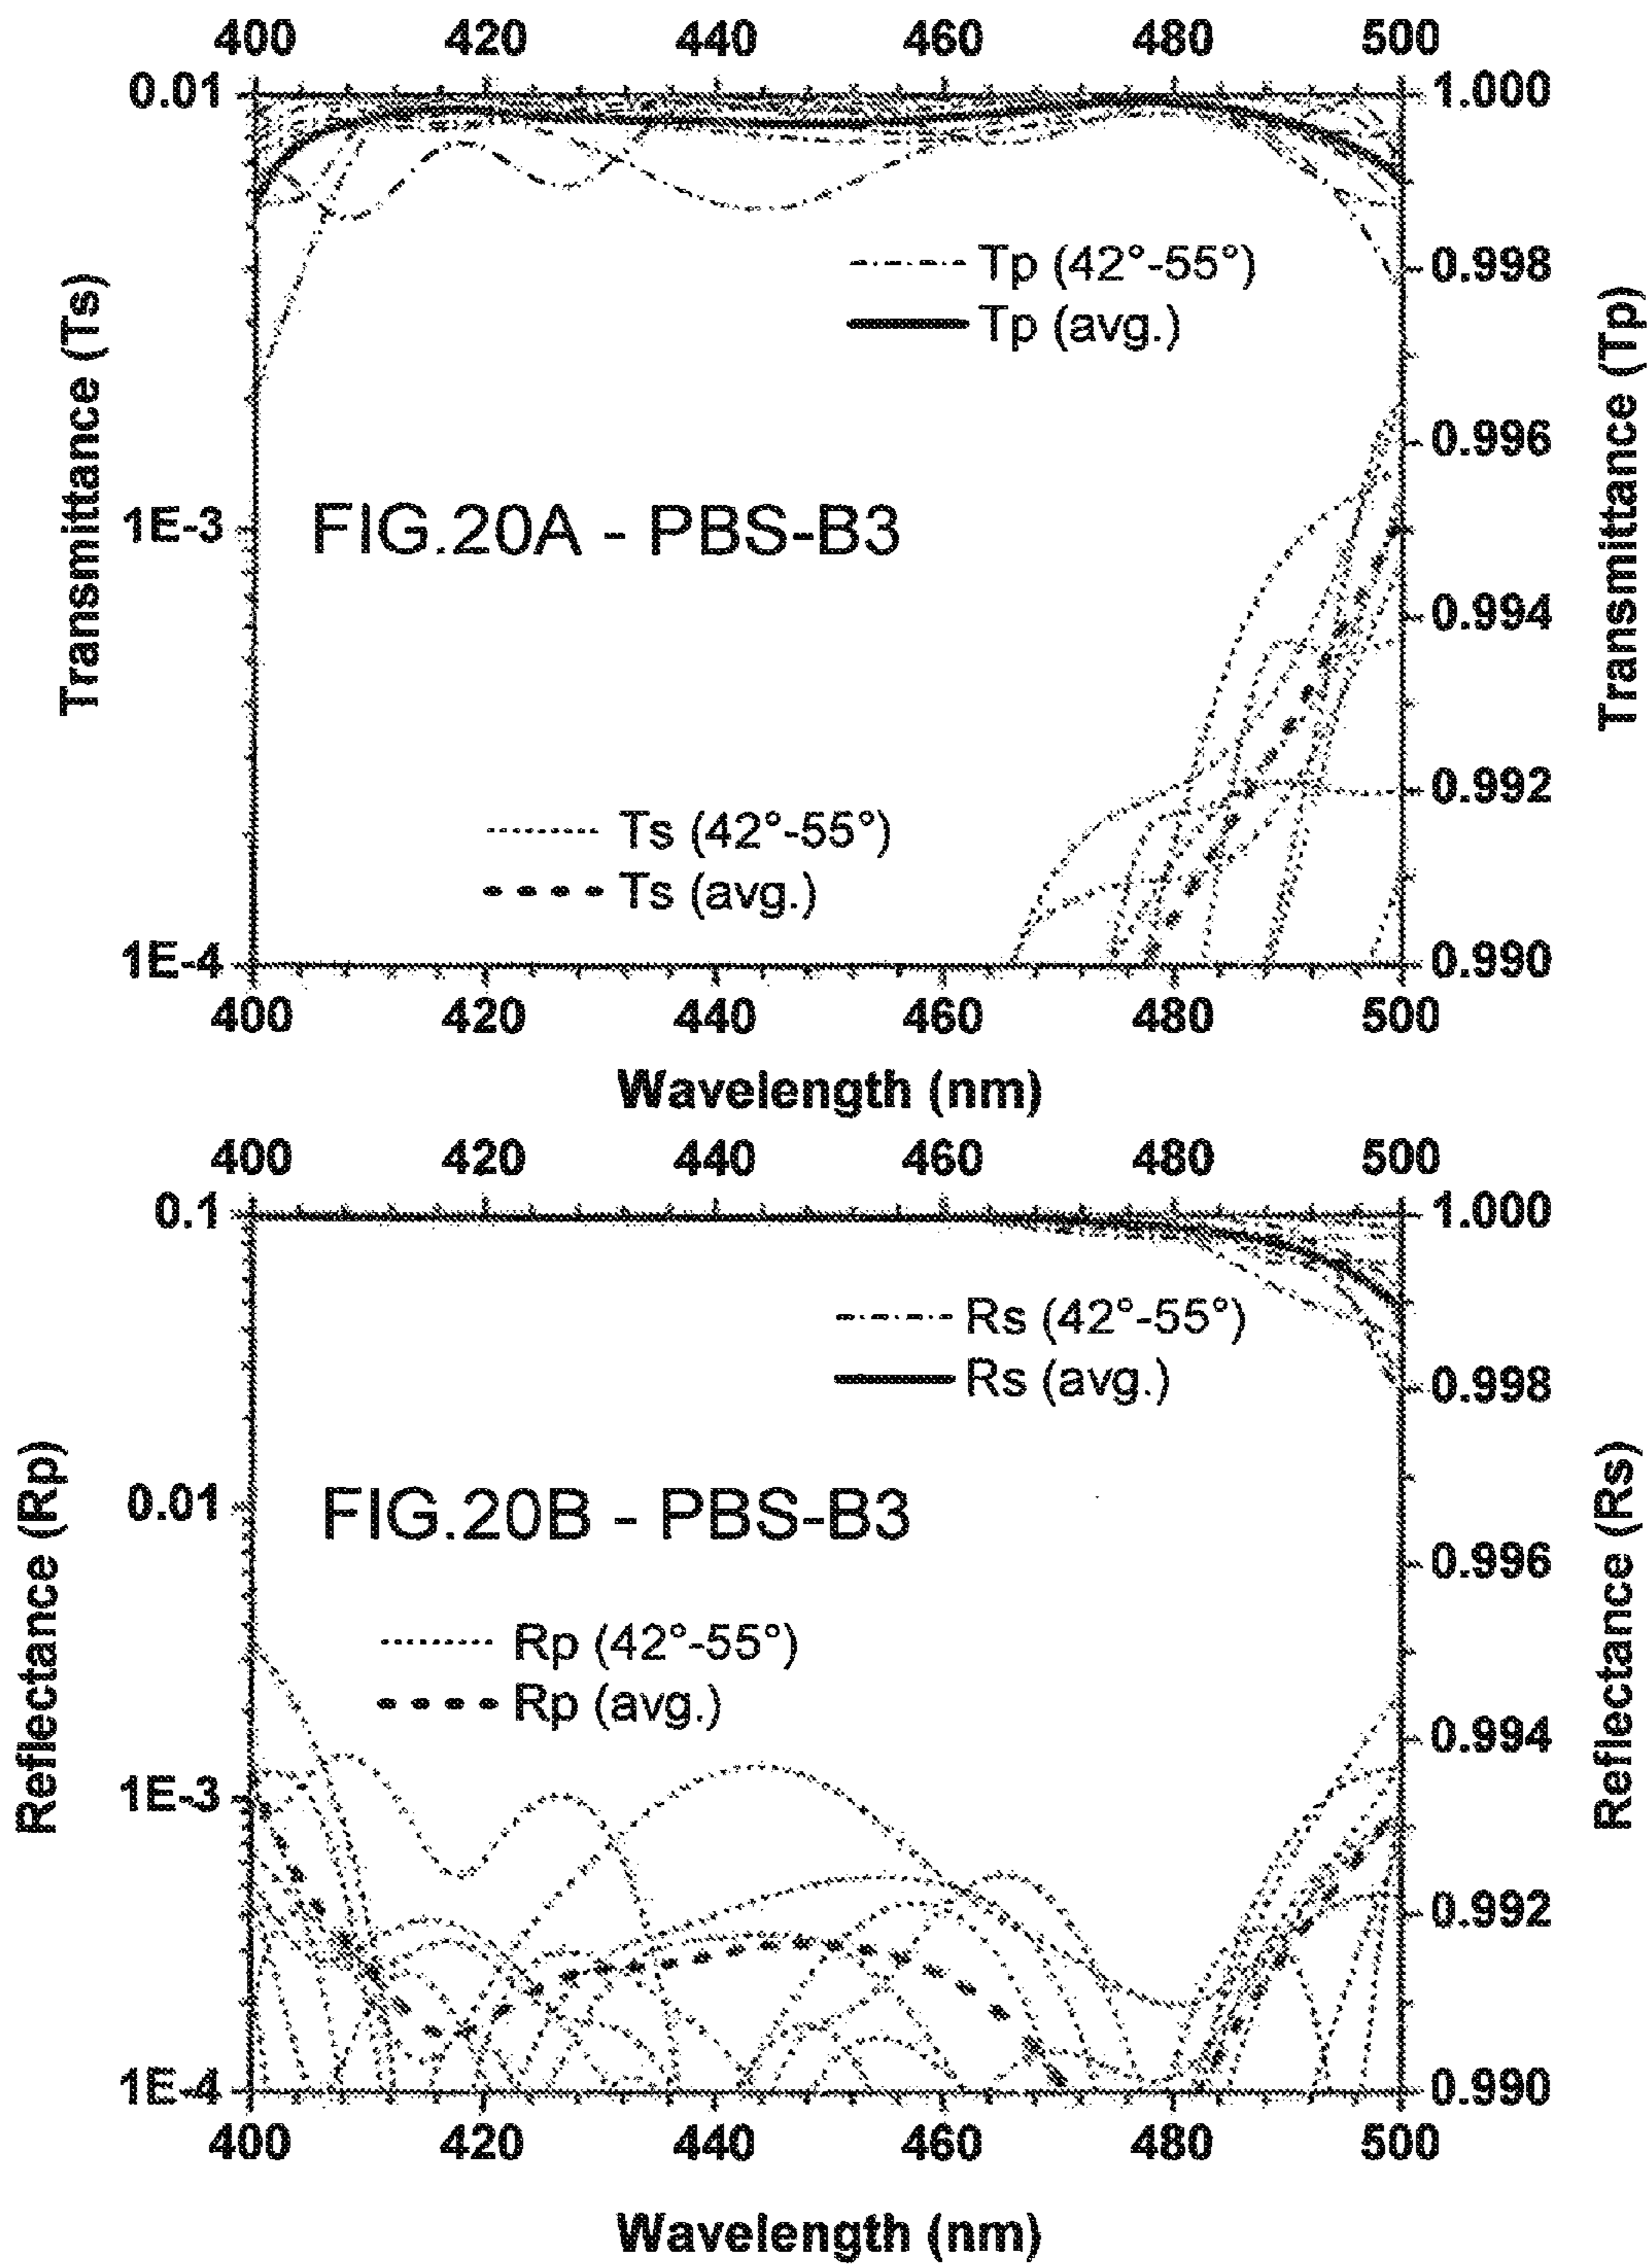 400 420 440 460 480 500
0.01 1.000
Tp (42°-55°) 0.998
Tp (avg.)
Transmittance (Ts)
Transmittance (Tp)
0.996
1E-3 FIG.20A - PBS-B3
0.994
0.992
Ts (42°-55°)
Ts (avg.)
1E-4 0.990
400 420 440 460 480 500
Wavelength (nm)
400 420 440 460 480 500
0.1 1.000
Rs (42°-55°)
Rs (avg.) 0.998
Reflectance (Rp)
Reflectance (Rs)
0.01 FIG.20B - PBS-B3
0.996
Rp (42°-55°)
Rp (avg.)
0.994
1E-3
0.992
1E-4 0.990
400 420 440 460 480 500
Wavelength (nm)